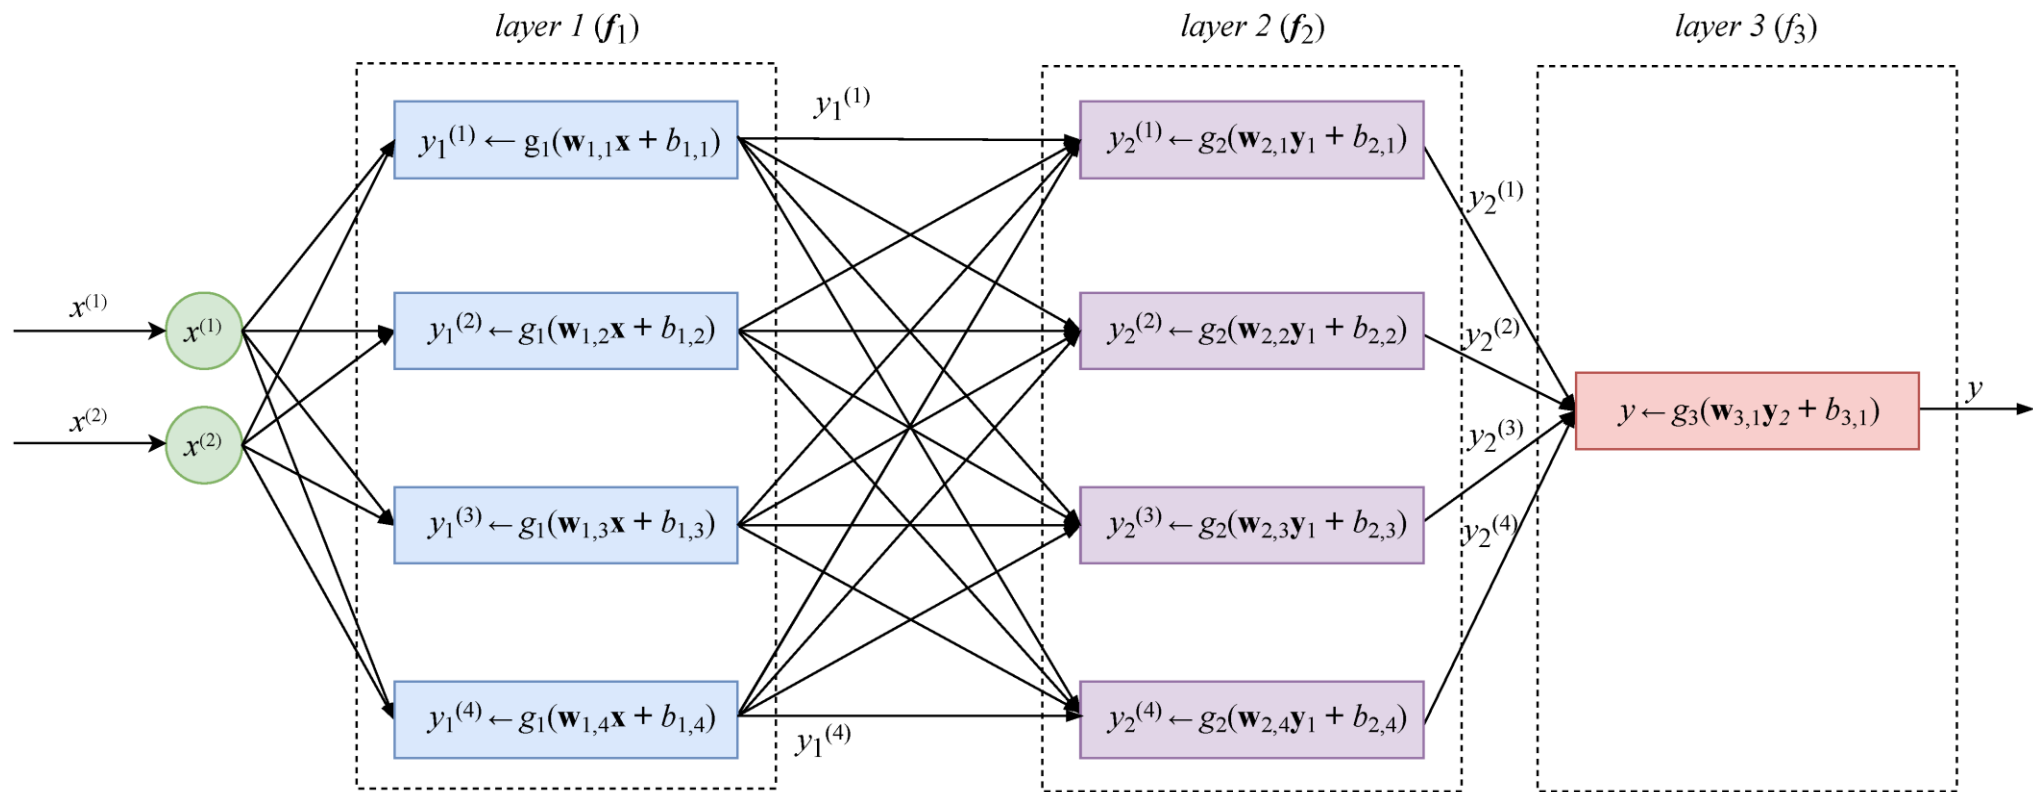 layer 1 (f₁)
layer 2 (f₂)
layer 3 (f₃)
y₁⁽¹⁾
y₁⁽¹⁾ ← g₁(w₁,₁x + b₁,₁)
y₂⁽¹⁾ ← g₂(w₂,₁y₁ + b₂,₁)
y₂⁽¹⁾
x⁽¹⁾
x⁽¹⁾
y₁⁽²⁾ ← g₁(w₁,₂x + b₁,₂)
y₂⁽²⁾ ← g₂(w₂,₂y₁ + b₂,₂)
y₂⁽²⁾
x⁽²⁾
x⁽²⁾
y ← g₃(w₃,₁y₂ + b₃,₁)
y
y₂⁽³⁾
y₁⁽³⁾ ← g₁(w₁,₃x + b₁,₃)
y₂⁽³⁾ ← g₂(w₂,₃y₁ + b₂,₃)
y₂⁽⁴⁾
y₁⁽⁴⁾ ← g₁(w₁,₄x + b₁,₄)
y₁⁽⁴⁾
y₂⁽⁴⁾ ← g₂(w₂,₄y₁ + b₂,₄)